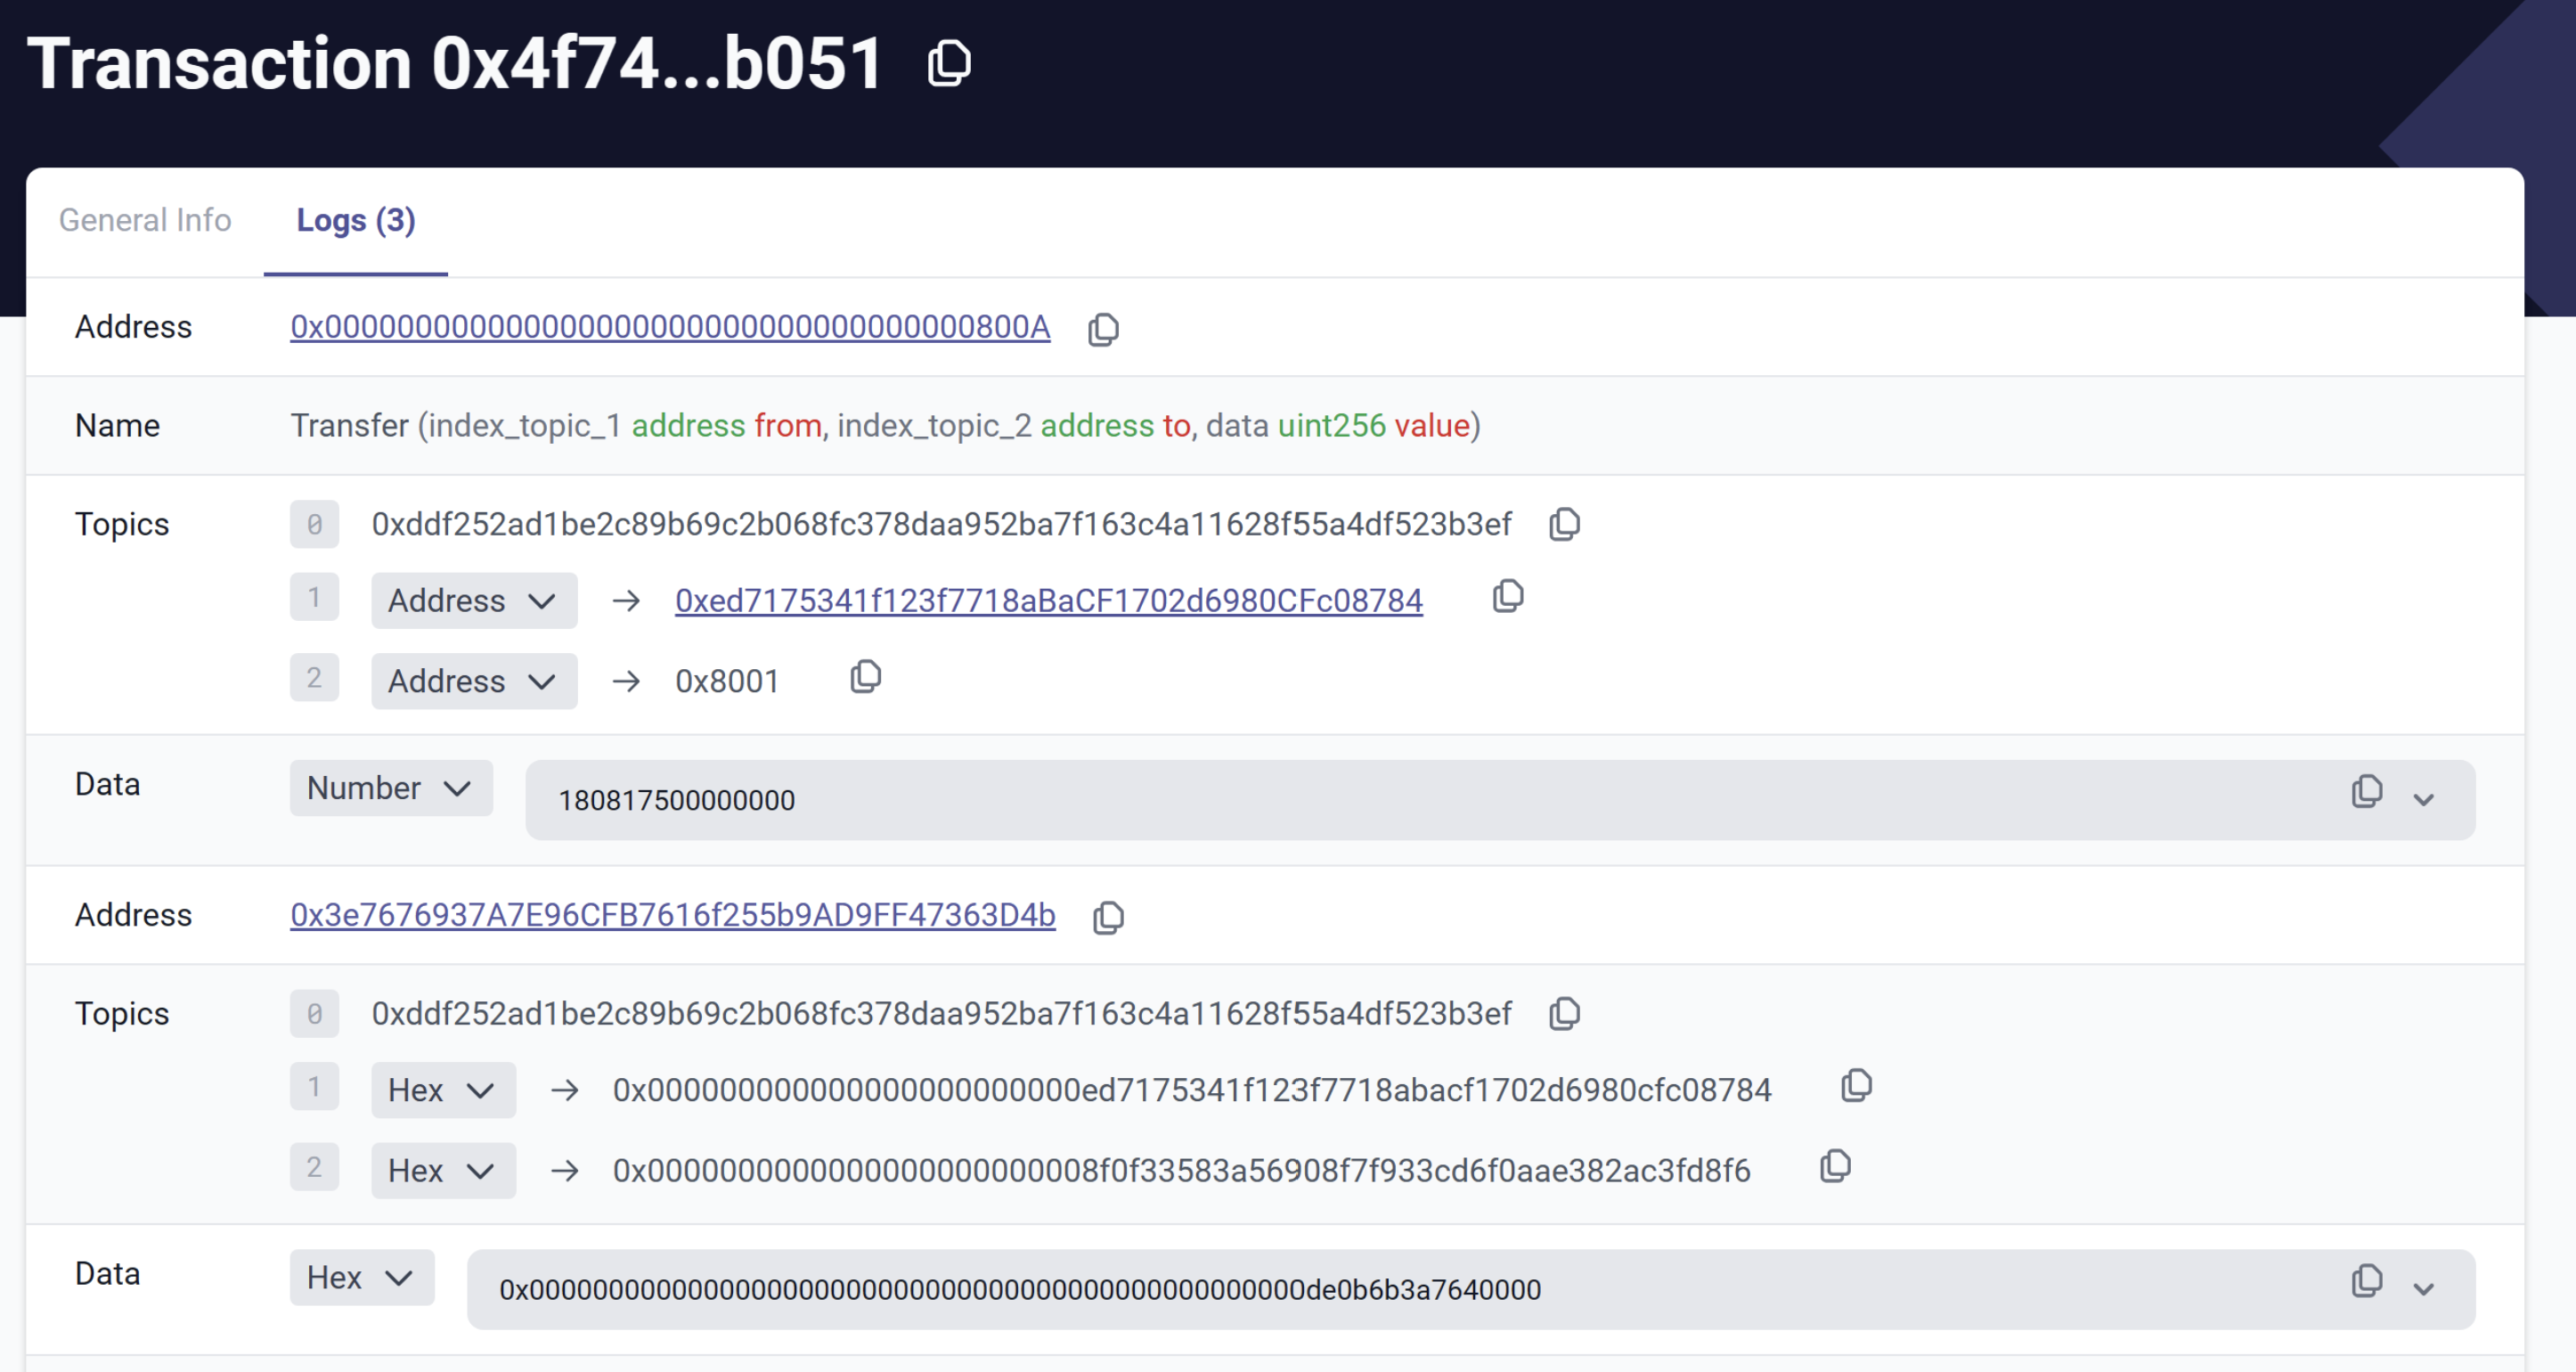 Transaction 0x4f74...b051
General Info Logs (3)
Address 0x000000000000000000000000000000000000800A
Name Transfer (index_topic_1 address from, index_topic_2 address to, data uint256 value)
Topics 0 0xddf252ad1be2c89b69c2b068fc378daa952ba7f163c4a11628f55a4df523b3ef
1 Address → 0xed7175341f123f7718aBaCF1702d6980CFc08784
2 Address → 0x8001
Data Number 180817500000000
Address 0x3e7676937A7E96CFB7616f255b9AD9FF47363D4b
Topics 0 0xddf252ad1be2c89b69c2b068fc378daa952ba7f163c4a11628f55a4df523b3ef
1 Hex → 0x000000000000000000000000ed7175341f123f7718abacf1702d6980cfc08784
2 Hex → 0x0000000000000000000000008f0f33583a56908f7f933cd6f0aae382ac3fd8f6
Data Hex 0x0000000000000000000000000000000000000000000000000de0b6b3a7640000